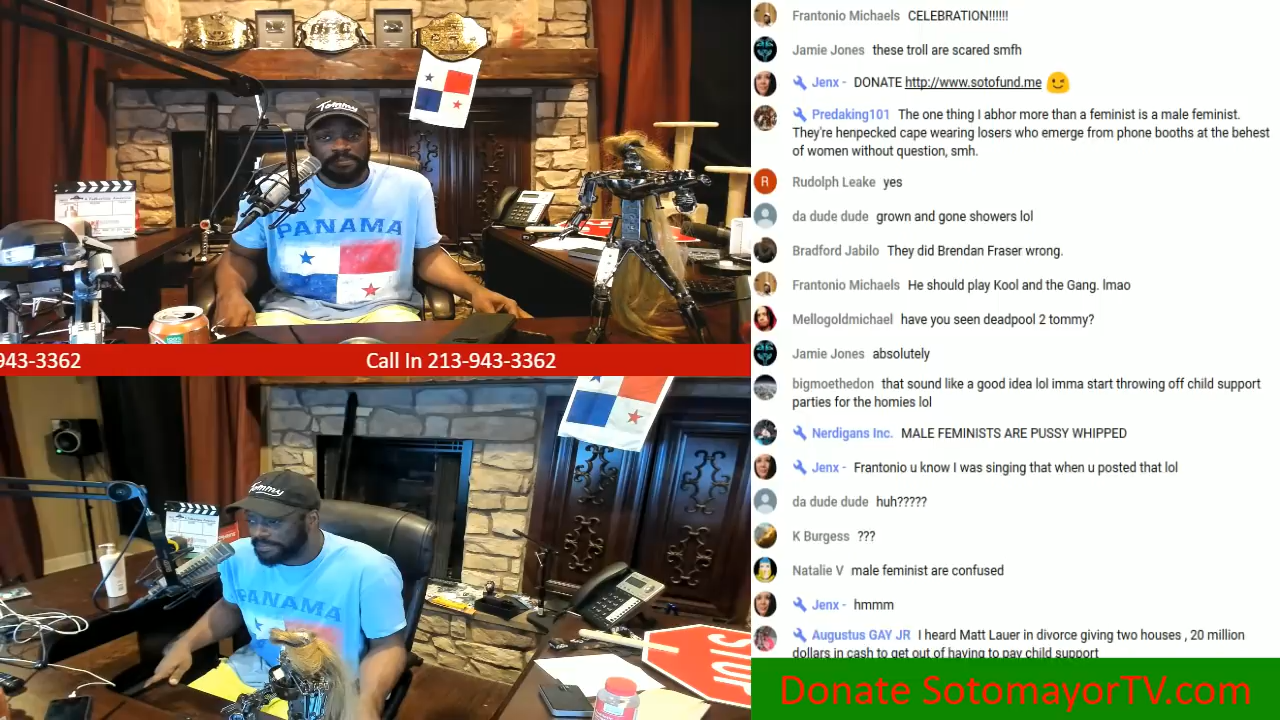 Tommy
PANAMA
943-3362
Call In 213-943-3362
Tommy
PANAMA
Frantonio Michaels CELEBRATION!!!!!!
Jamie Jones these troll are scared smfh
Jenx - DONATE http://www.sotofund.me 😉
Predaking101 The one thing I abhor more than a feminist is a male feminist.
They're henpecked cape wearing losers who emerge from phone booths at the behest
of women without question, smh.
R
Rudolph Leake yes
da dude dude grown and gone showers lol
Bradford Jabilo They did Brendan Fraser wrong.
Frantonio Michaels He should play Kool and the Gang. lmao
Mellogoldmichael have you seen deadpool 2 tommy?
Jamie Jones absolutely
bigmoethedon that sound like a good idea lol imma start throwing off child support
parties for the homies lol
Nerdigans Inc. MALE FEMINISTS ARE PUSSY WHIPPED
Jenx - Frantonio u know I was singing that when u posted that lol
da dude dude huh?????
K Burgess ???
Natalie V male feminist are confused
Jenx - hmmm
Augustus GAY JR I heard Matt Lauer in divorce giving two houses , 20 million
dollars in cash to get out of having to pay child support
Donate SotomayorTV.com